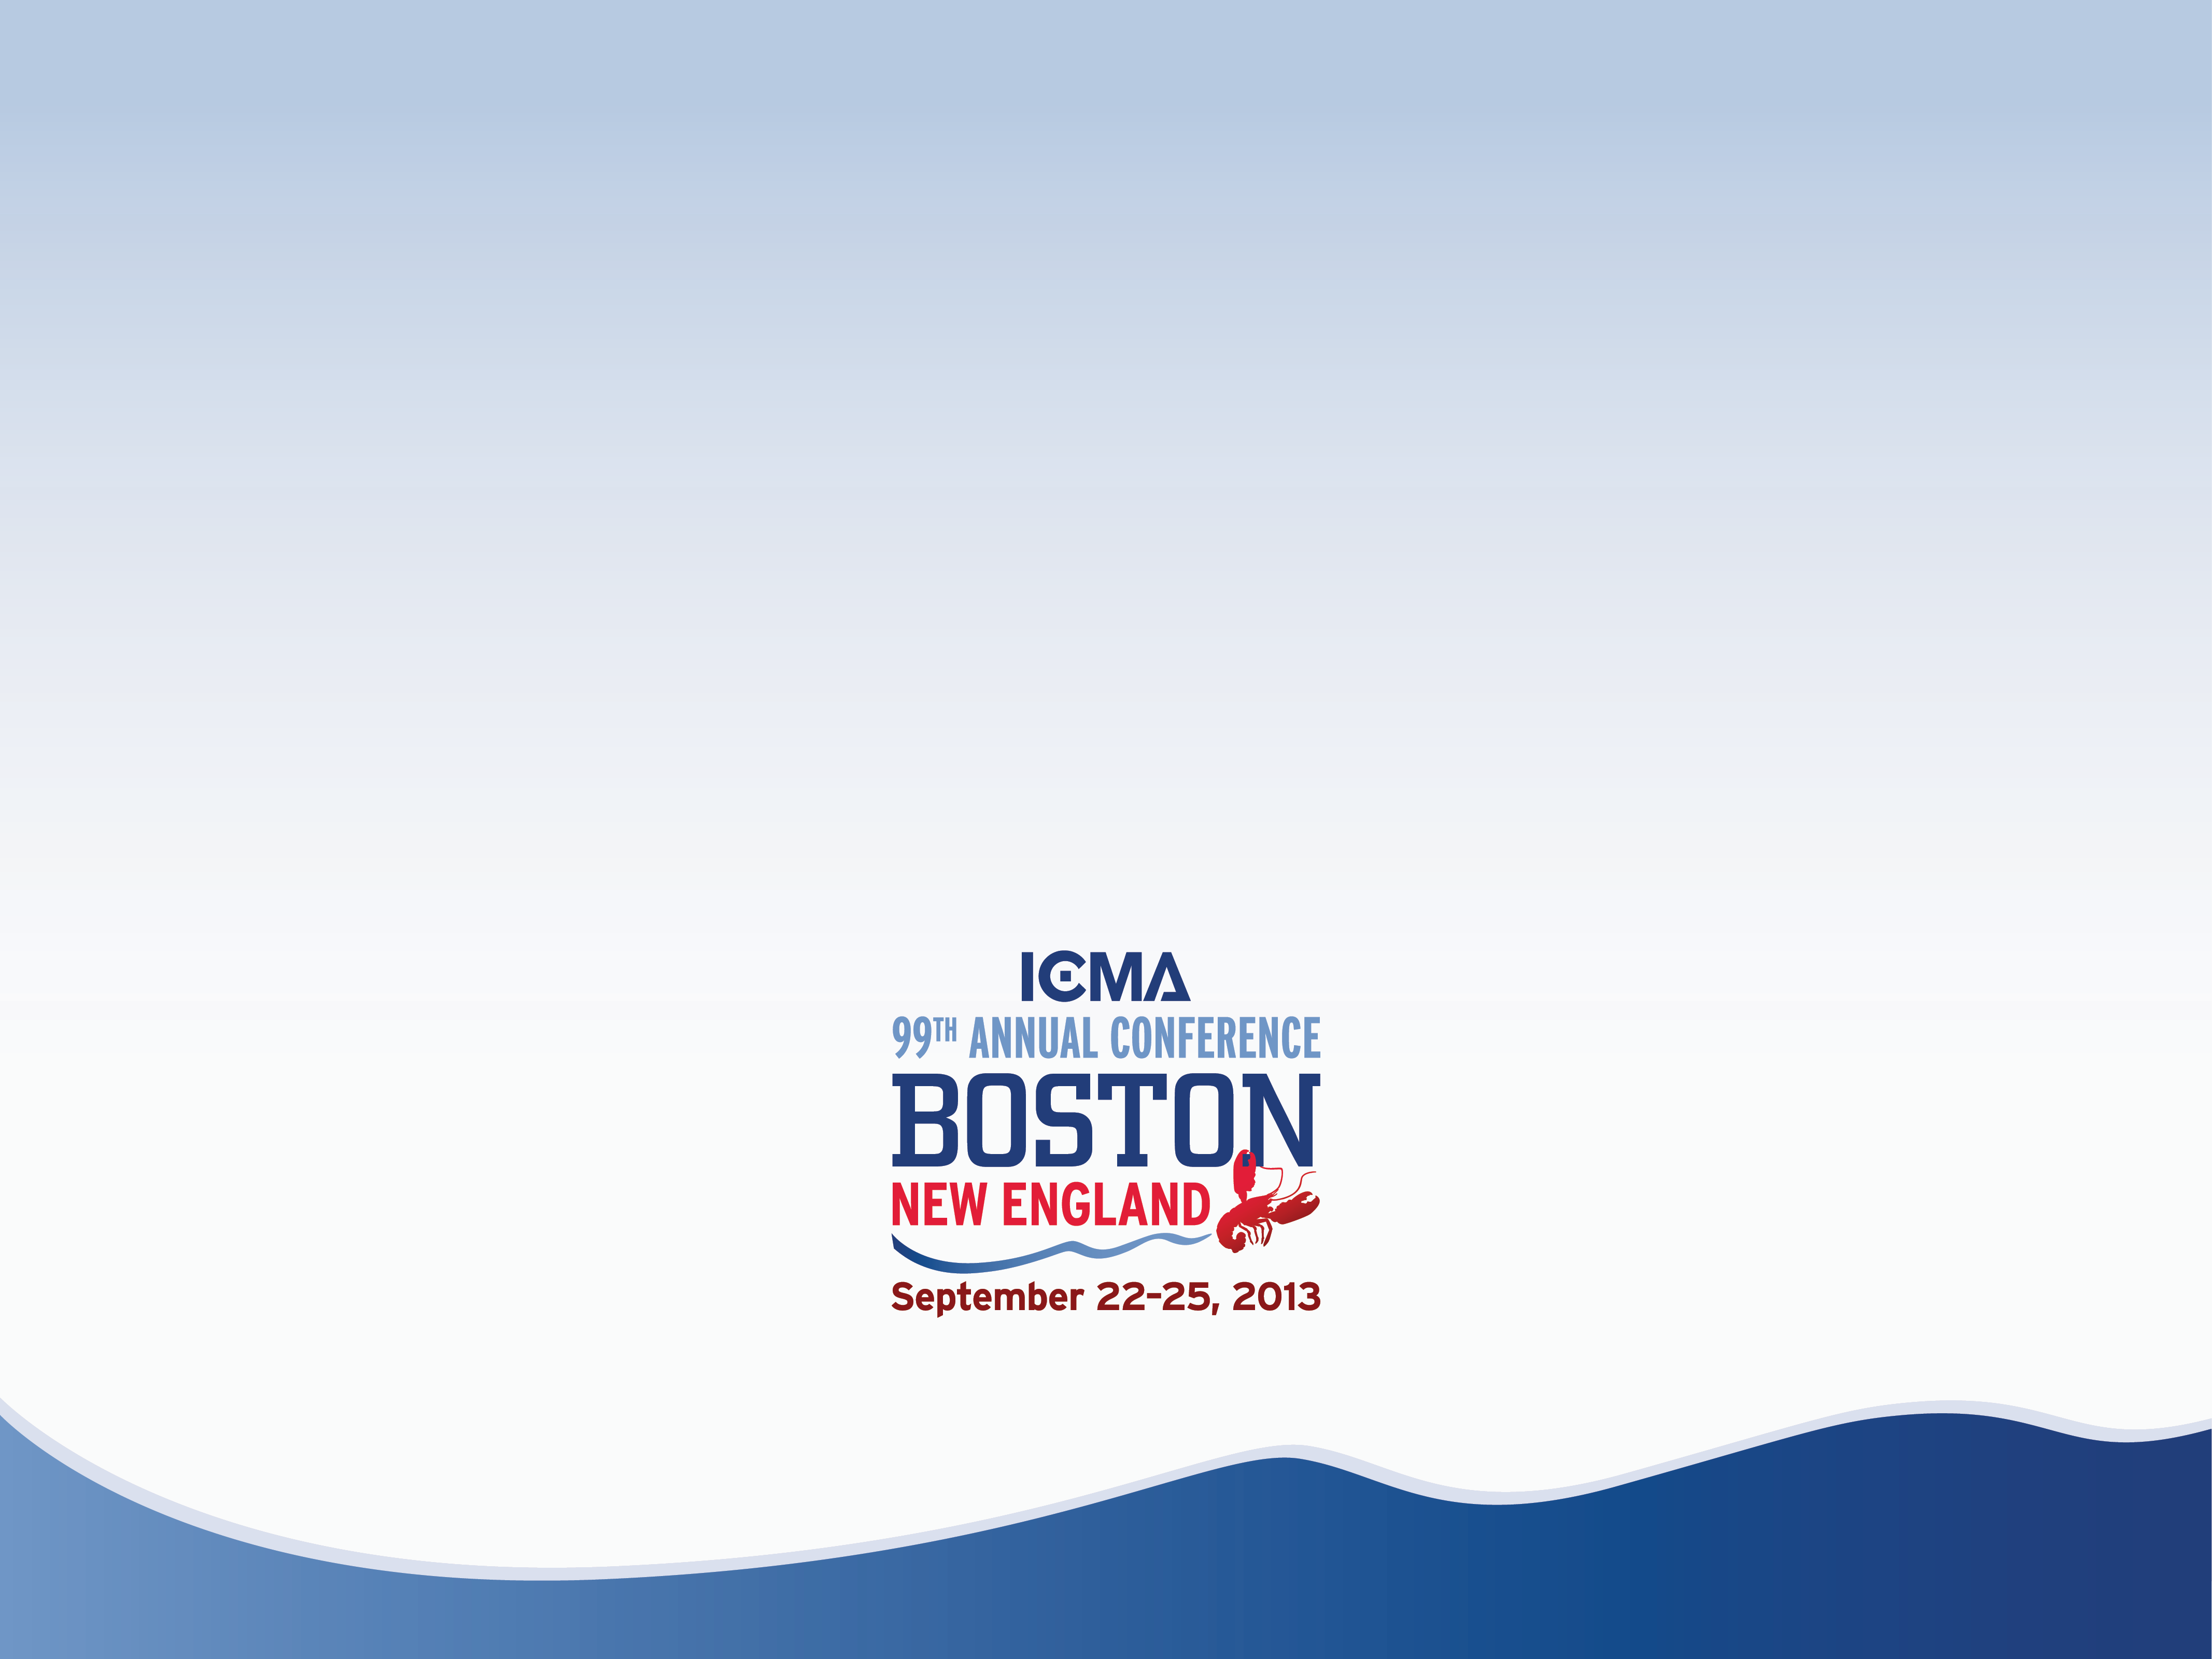 ICMA
99TH ANNUAL CONFERENCE
BOSTON
NEW ENGLAND
September 22-25, 2013